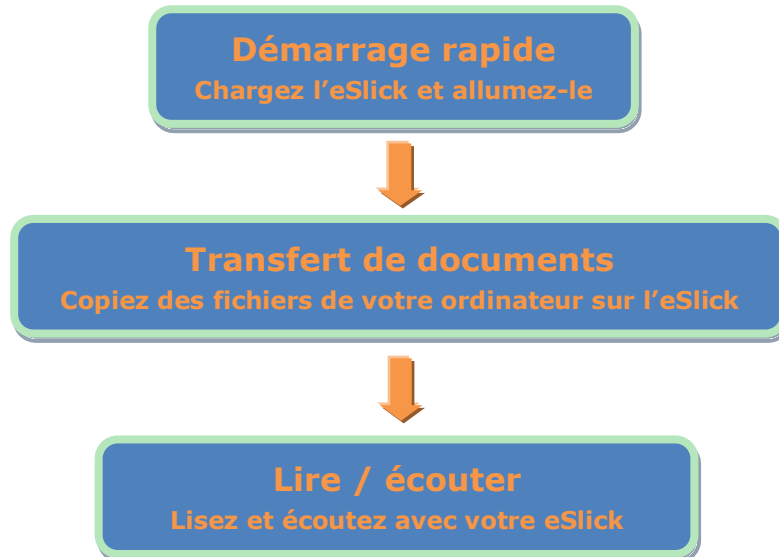 Démarrage rapide
Chargez l’eSlick et allumez-le
Transfert de documents
Copiez des fichiers de votre ordinateur sur l’eSlick
Lire / écouter
Lisez et écoutez avec votre eSlick